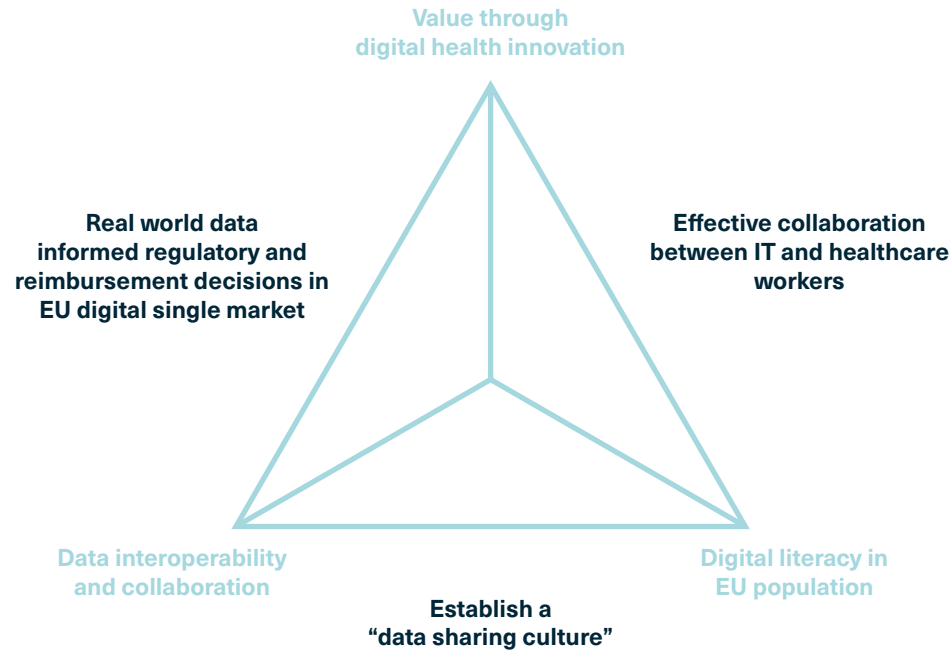 Value through
digital health innovation
Real world data
informed regulatory and
reimbursement decisions in
EU digital single market
Effective collaboration
between IT and healthcare
workers
Data interoperability
and collaboration
Digital literacy in
EU population
Establish a
“data sharing culture”